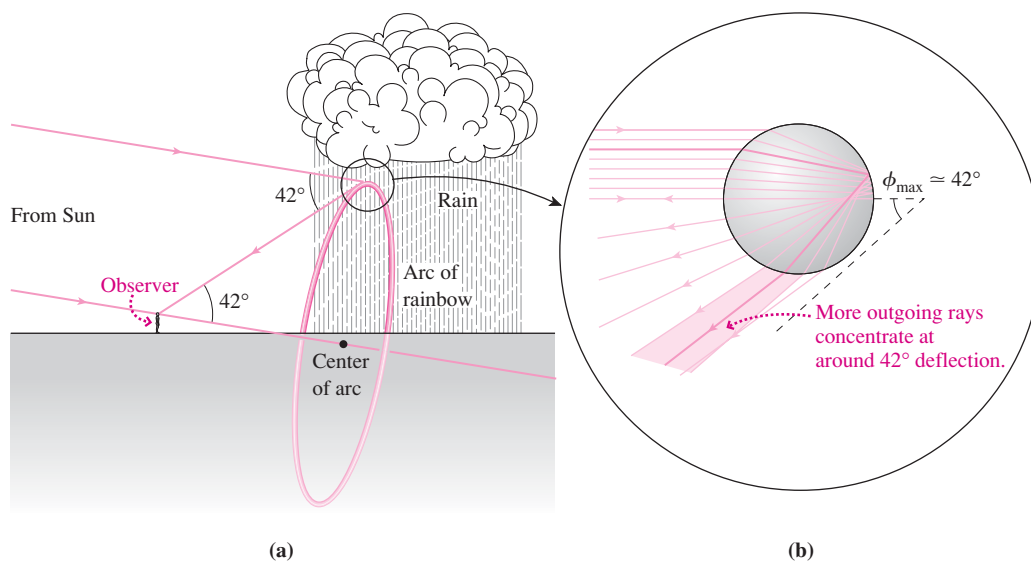 42°
From Sun
Rain
Observer
42°
Arc of
rainbow
Center
of arc
(a)
ϕmax ≃ 42°
More outgoing rays
concentrate at
around 42° deflection.
(b)